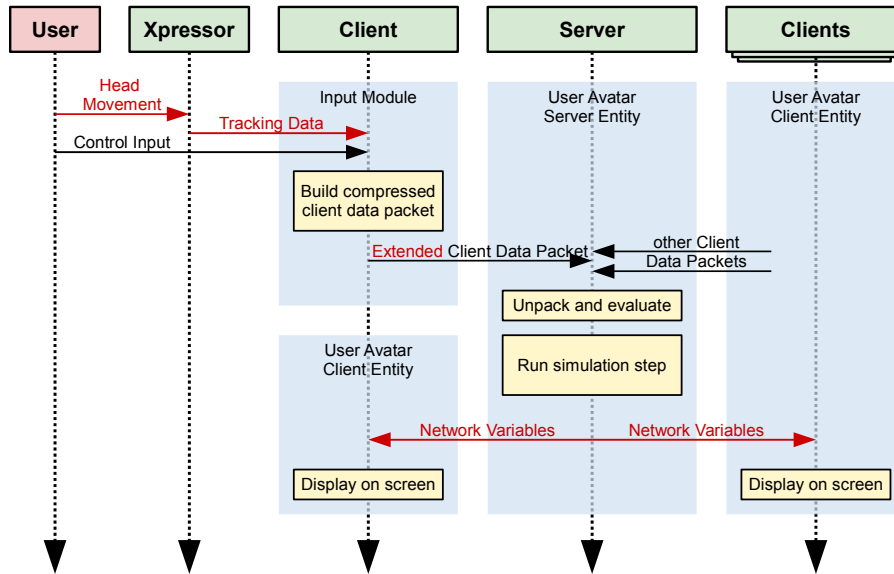 User
Xpressor
Client
Server
Clients
Head
Movement
Input Module
User Avatar
Server Entity
User Avatar
Client Entity
Tracking Data
Control Input
Build compressed
client data packet
Extended Client Data Packet
other Client
Data Packets
Unpack and evaluate
User Avatar
Client Entity
Run simulation step
Network Variables
Network Variables
Display on screen
Display on screen